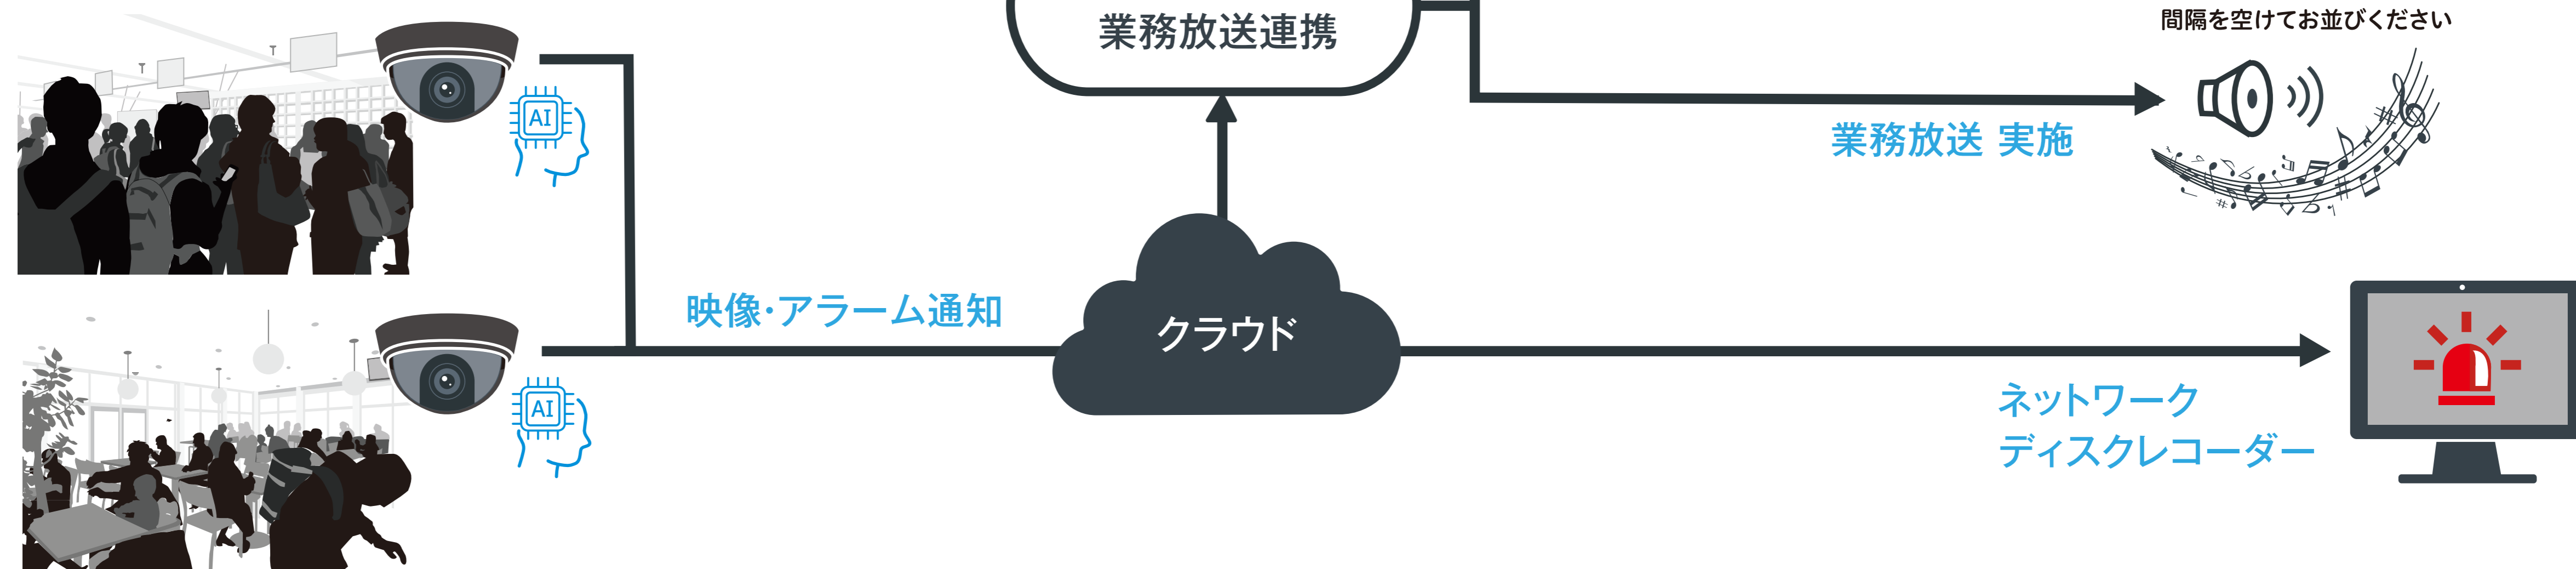 業務放送連携
間隔を空けてお並びください
AI
業務放送 実施
映像・アラーム通知
クラウド
AI
ネットワーク
ディスクレコーダー